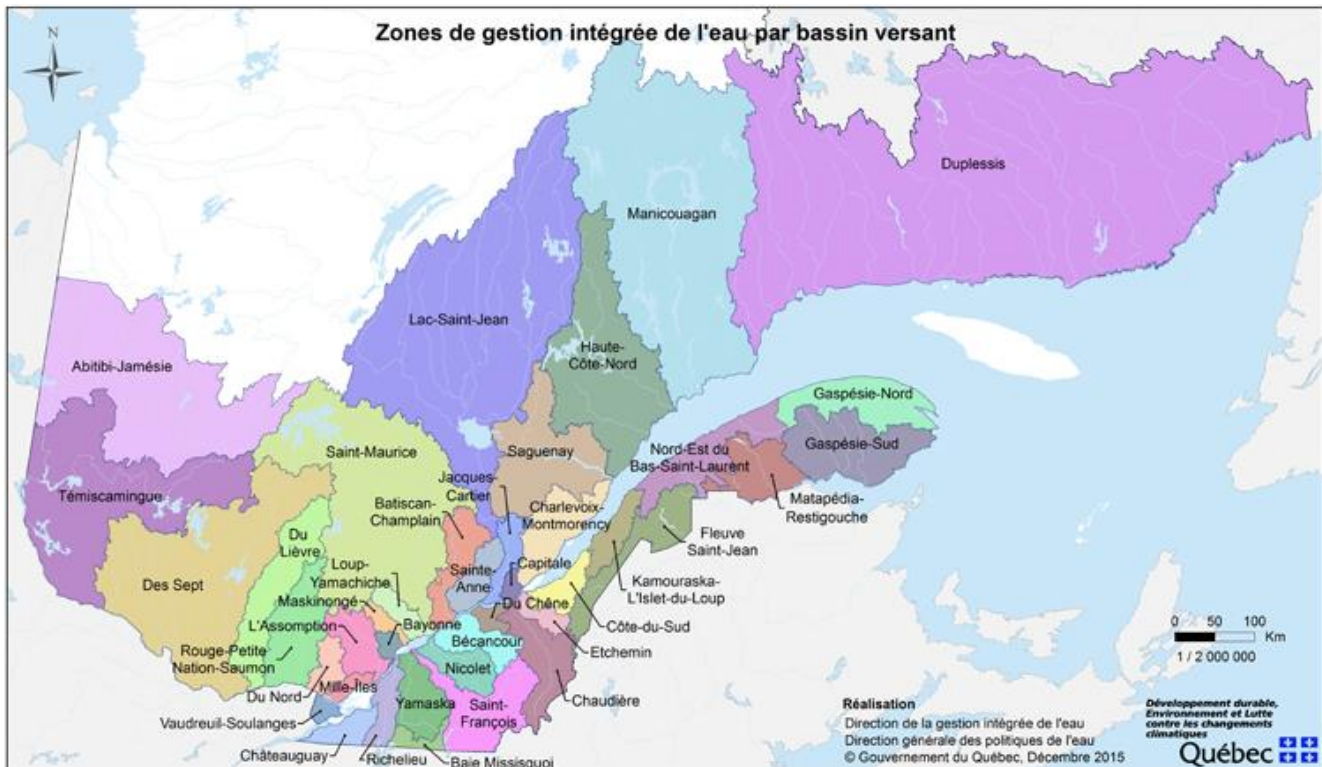 Zones de gestion intégrée de l'eau par bassin versant
N
Duplessis
Manicouagan
Lac-Saint-Jean
Haute-
Côte-Nord
Abitibi-Jamésie
Gaspésie-Nord
Gaspésie-Sud
Nord-Est du
Bas-Saint-Laurent
Saguenay
Saint-Maurice
Jacques-
Cartier
Témiscamingue
Batiscan-
Champlain
Charlevoix-
Montmorency
Matapédia-
Restigouche
Fleuve
Saint-Jean
Du
Lièvre
Des Sept
Loup-
Yamachiche
Sainte-
Anne
Capitale
Kamouraska-
L'Islet-du-Loup
Maskinongé
Du Chêne
L'Assomption
Bayonne
Côte-du-Sud
Bécancour
Etchemin
Rouge-Petite
Nation-Saumon
Nicolet
Du Nord
Mille-Îles
Yamaska
Saint-
François
Chaudière
Vaudreuil-Soulanges
Châteauguay
Richelieu
Baie Missisquoi
0 50 100
Km
1 / 2 000 000
Réalisation
Direction de la gestion intégrée de l'eau
Direction générale des politiques de l'eau
© Gouvernement du Québec, Décembre 2015
Développement durable,
Environnement et Lutte
contre les changements
climatiques
Québec